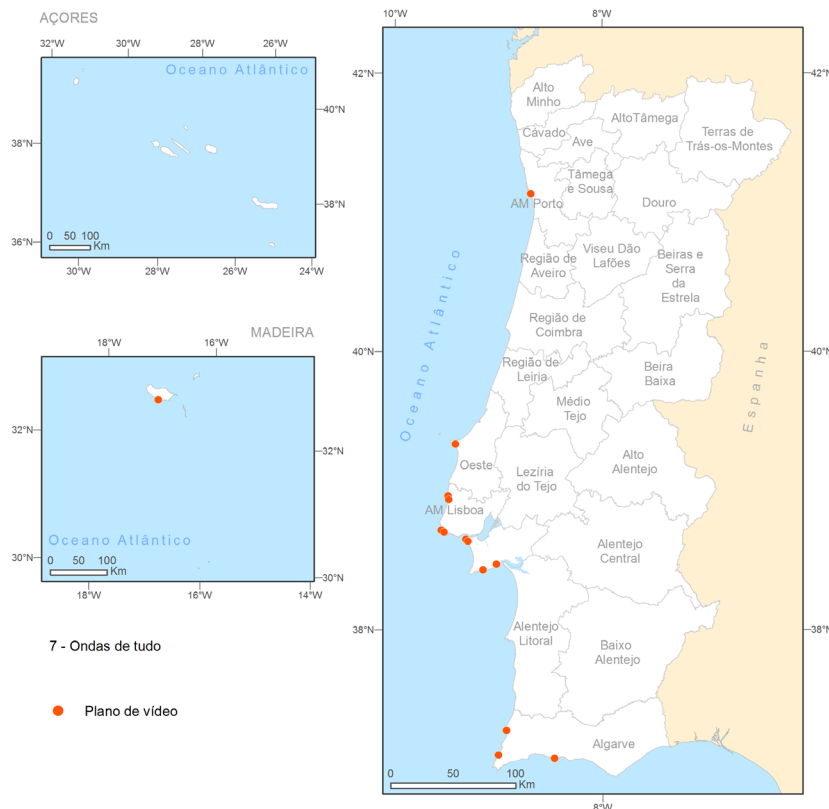 AÇORES
32°W 28°W 26°W
Oceano Atlântico
40°N
38°N
38°N
36°N
0 50 100
Km
30°W 28°W 26°W 24°W
MADEIRA
18°W 16°W
32°N
32°N
Oceano Atlântico
30°N
30°N
0 50 100
Km
18°W 16°W 14°W
7 - Ondas de tudo
Plano de vídeo
10°W 8°W
42°N
42°N
Alto
Minho
AltoTâmega
Terras de
Trás-os-Montes
Cávado
Ave
Tâmega
e Sousa
AM Porto
Douro
Região de
Aveiro
Viseu Dão
Lafões
Beiras e
Serra
da
Estrela
Oceano Atlântico
Região de
Coimbra
40°N
40°N
Região de
Leiria
Beira
Baixa
Espanha
Médio
Tejo
Oeste
Lezíria
do Tejo
Alto
Alentejo
AM Lisboa
Alentejo
Central
38°N
38°N
Alentejo
Litoral
Baixo
Alentejo
Algarve
0 50 100
Km
8°W